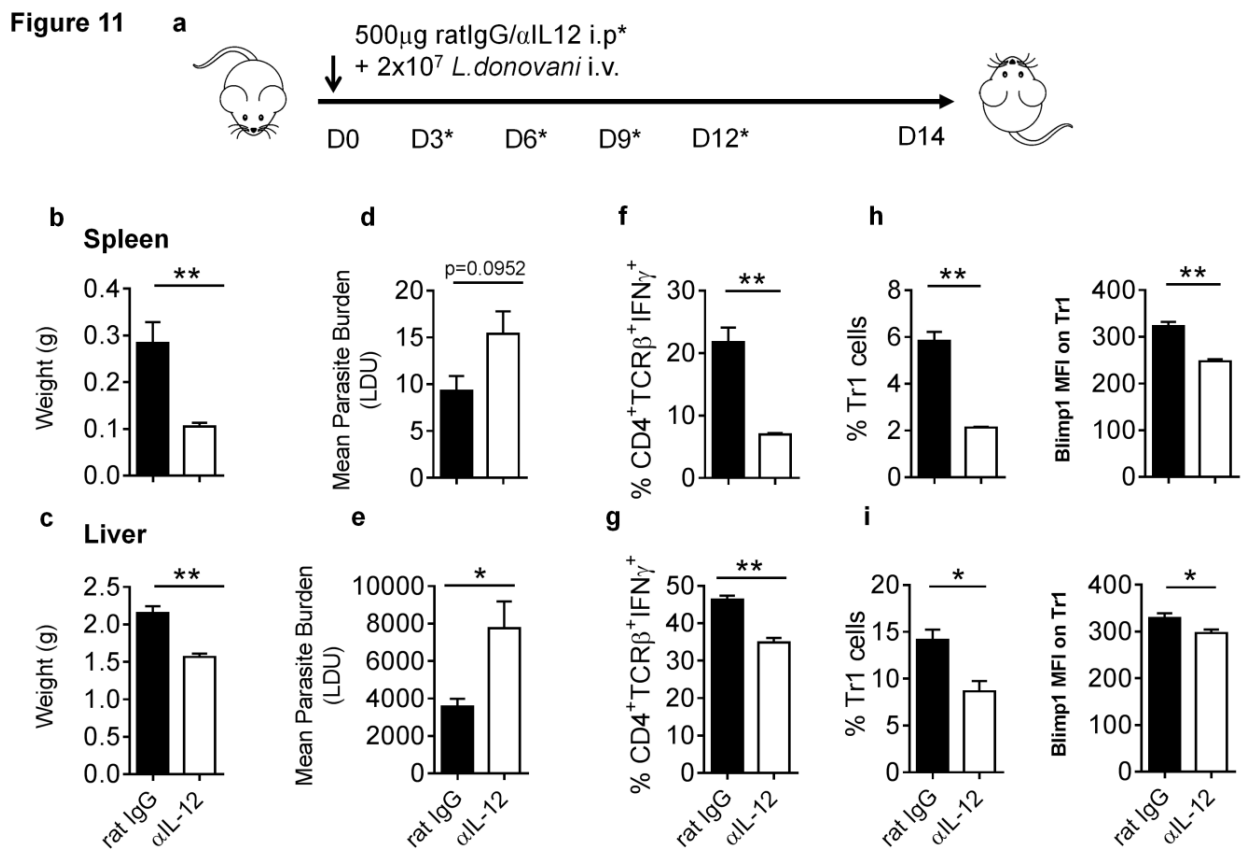 Figure 11
a
500μg ratIgG/αIL12 i.p*
+ 2x10⁷ L.donovani i.v.
D0 D3* D6* D9* D12* D14
b
Spleen
Weight (g)
0.4
0.3
0.2
0.1
0.0
**
d
Mean Parasite Burden
(LDU)
20
15
10
5
0
p=0.0952
f
% CD4⁺TCRβ⁺IFNγ⁺
30
20
10
0
**
h
% Tr1 cells
8
6
4
2
0
**
Blimp1 MFI on Tr1
400
300
200
100
0
**
c
Liver
Weight (g)
2.5
2.0
1.5
1.0
0.5
0.0
**
rat IgG
αIL-12
e
Mean Parasite Burden
(LDU)
10000
8000
6000
4000
2000
0
*
rat IgG
αIL-12
g
% CD4⁺TCRβ⁺IFNγ⁺
50
40
30
20
10
0
**
rat IgG
αIL-12
i
% Tr1 cells
20
15
10
5
0
*
rat IgG
αIL-12
Blimp1 MFI on Tr1
400
300
200
100
0
*
rat IgG
αIL-12